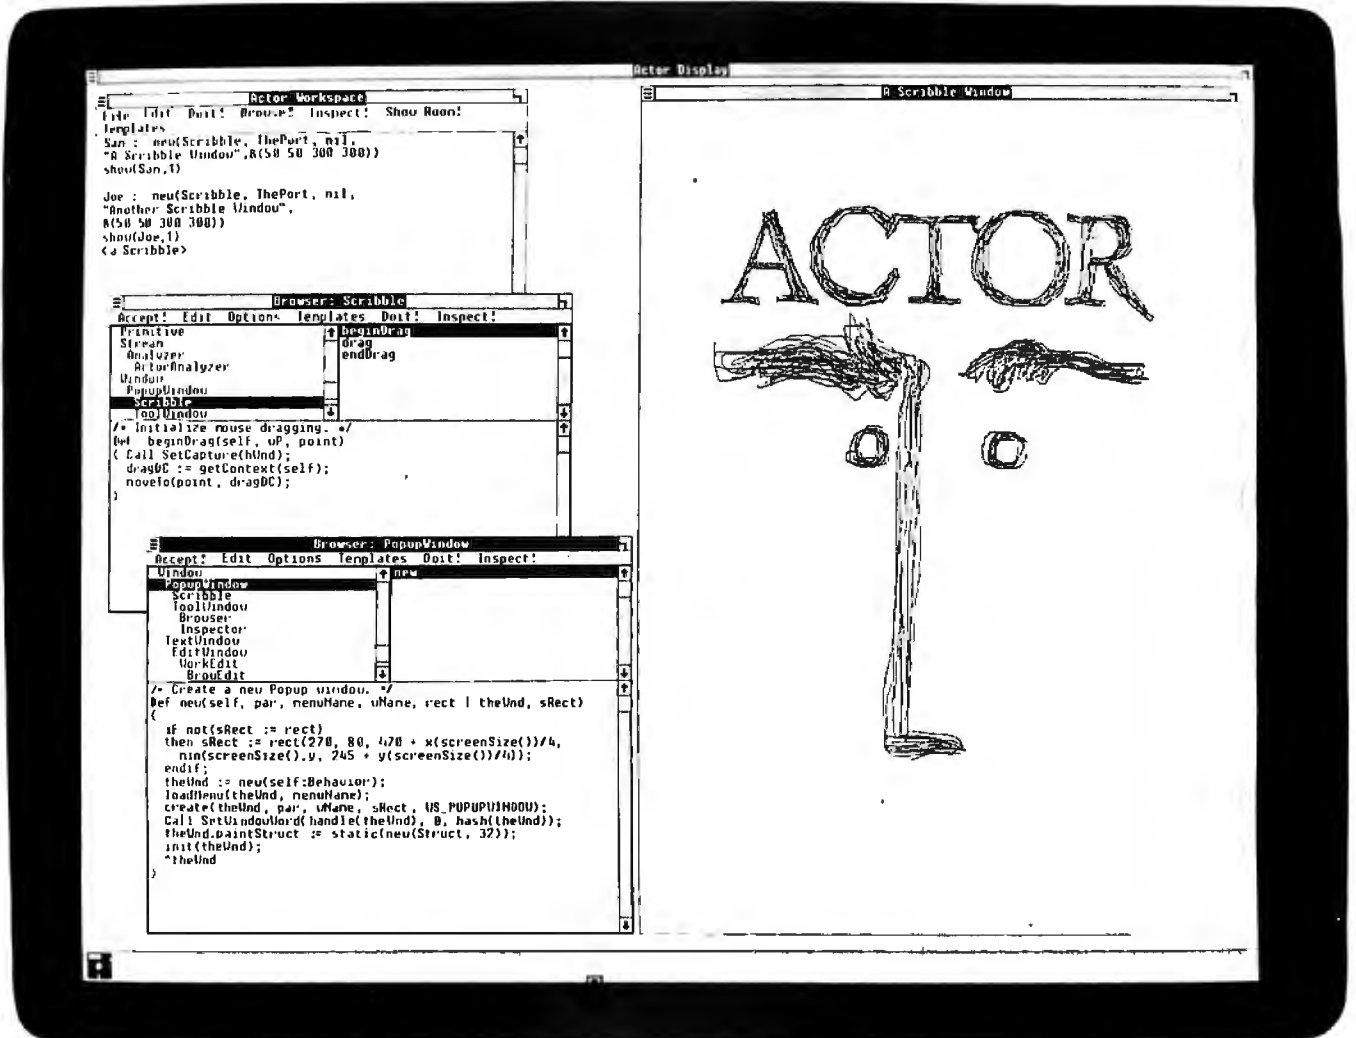 Actor Display
Actor Workspace
File Edit Doit! Browse! Inspect! Show Room!
Templates
Sam := new(Scribble, ThePort, nil,
"A Scribble Window",&(50 50 300 300))
show(Sam,1)
Joe := new(Scribble, ThePort, nil,
"Another Scribble Window",
&(50 50 300 300))
show(Joe,1)
<a Scribble>
Browser: Scribble
Accept! Edit Options Templates Doit! Inspect!
Primitive
Stream
Analyzer
ActorAnalyzer
Window
PopupWindow
Scribble
ToolWindow
beginDrag
drag
endDrag
/* Initialize mouse dragging. */
Def beginDrag(self, wP, point)
{ Call SetCapture(hWnd);
dragDC := getContext(self);
moveTo(point, dragDC);
}
Browser: PopupWindow
Accept! Edit Options Templates Doit! Inspect!
Window
PopupWindow
Scribble
ToolWindow
Browser
Inspector
TextWindow
EditWindow
WorkEdit
BrowEdit
new
/* Create a new Popup window. */
Def new(self, par, menuName, wName, rect | theWnd, sRect)
{
if not(sRect := rect)
then sRect := rect(270, 80, 470 + x(screenSize())/4,
min(screenSize().y, 245 + y(screenSize())/4));
endif;
theWnd := new(self:Behavior);
loadMenu(theWnd, menuName);
create(theWnd, par, wName, sRect, WS_POPUPWINDOW);
Call SetWindowWord(handle(theWnd), 0, hash(theWnd));
theWnd.paintStruct := static(new(Struct, 32));
init(theWnd);
^theWnd
}
A Scribble Window
ACTOR